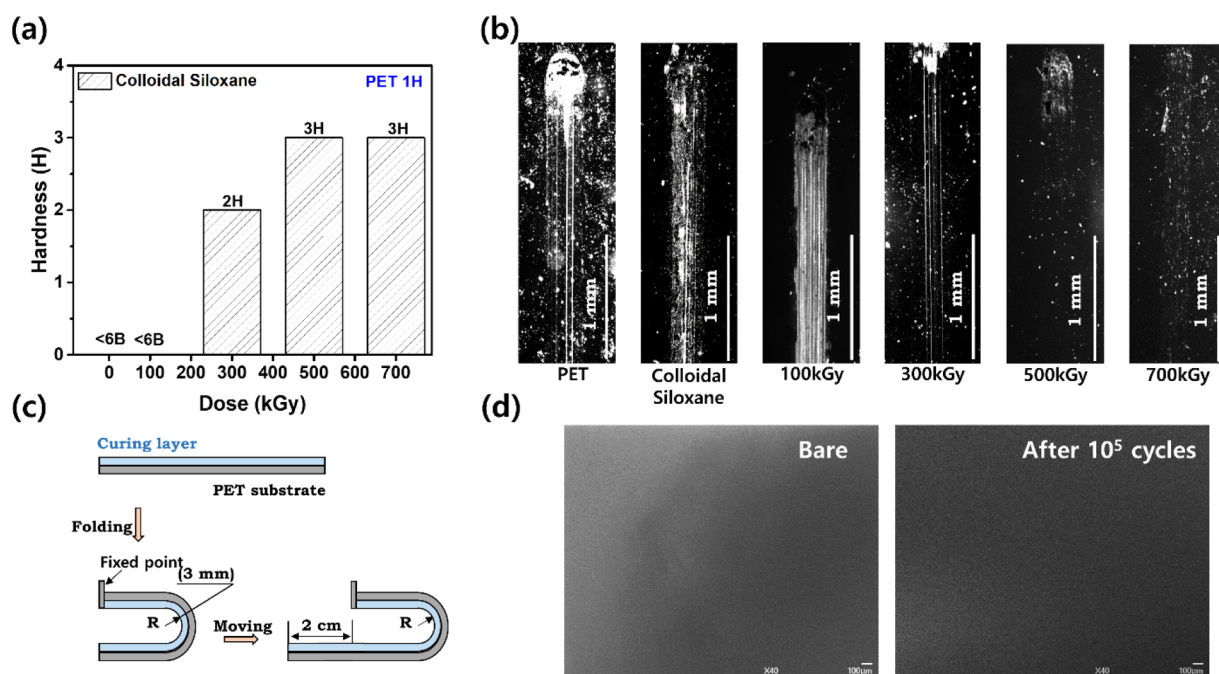 (a)
Colloidal Siloxane
PET 1H
4
3
2
1
0
Hardness (H)
<6B
<6B
2H
3H
3H
0 100 200 300 400 500 600 700
Dose (kGy)
(b)
1 mm
1 mm
1 mm
1 mm
1 mm
1 mm
PET
Colloidal
Siloxane
100kGy
300kGy
500kGy
700kGy
(c)
Curing layer
PET substrate
Folding
Fixed point
(3 mm)
R
Moving
2 cm
R
(d)
Bare
X40
100μm
After 10⁵ cycles
X40
100μm